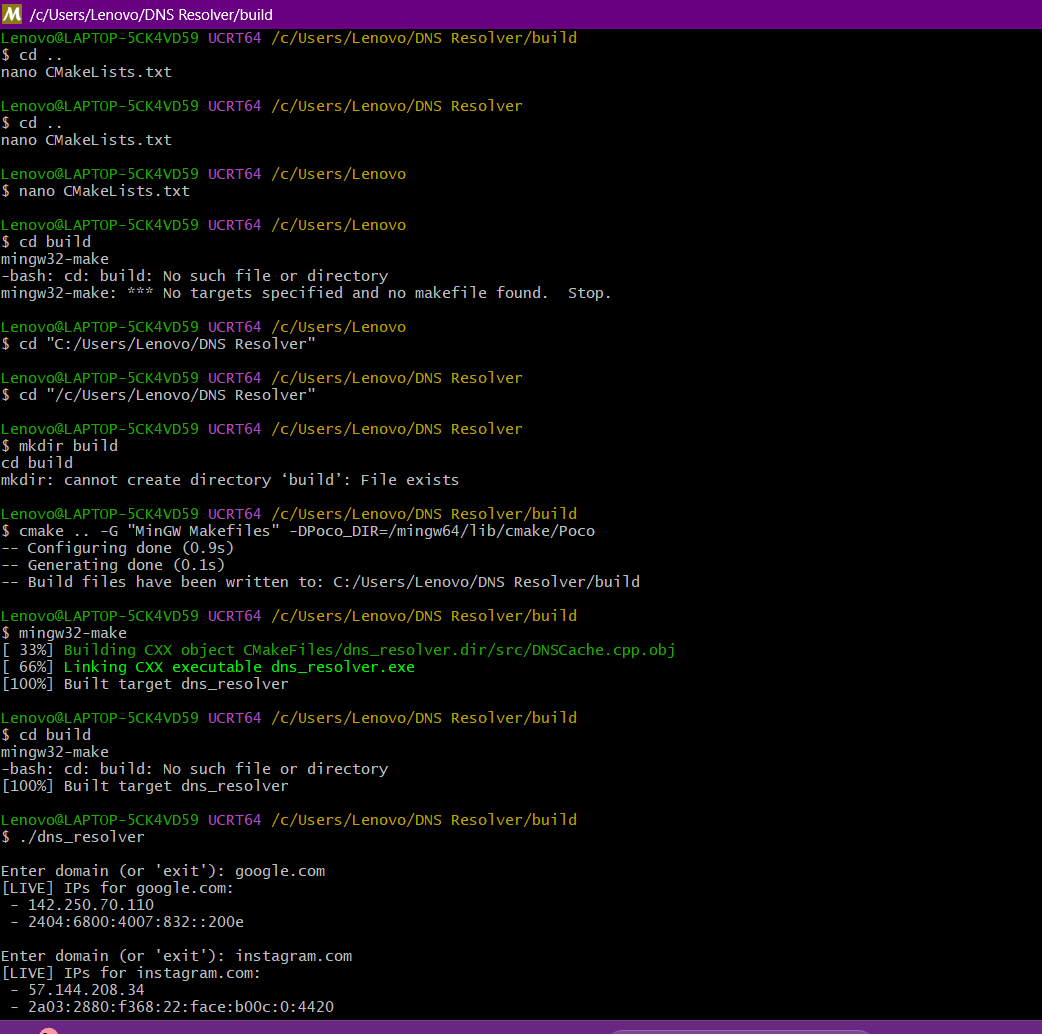 M /c/Users/Lenovo/DNS Resolver/build
Lenovo@LAPTOP-5CK4VD59 UCRT64 /c/Users/Lenovo/DNS Resolver/build
$ cd ..
nano CMakeLists.txt
Lenovo@LAPTOP-5CK4VD59 UCRT64 /c/Users/Lenovo/DNS Resolver
$ cd ..
nano CMakeLists.txt
Lenovo@LAPTOP-5CK4VD59 UCRT64 /c/Users/Lenovo
$ nano CMakeLists.txt
Lenovo@LAPTOP-5CK4VD59 UCRT64 /c/Users/Lenovo
$ cd build
mingw32-make
-bash: cd: build: No such file or directory
mingw32-make: *** No targets specified and no makefile found.  Stop.
Lenovo@LAPTOP-5CK4VD59 UCRT64 /c/Users/Lenovo
$ cd "C:/Users/Lenovo/DNS Resolver"
Lenovo@LAPTOP-5CK4VD59 UCRT64 /c/Users/Lenovo/DNS Resolver
$ cd "/c/Users/Lenovo/DNS Resolver"
Lenovo@LAPTOP-5CK4VD59 UCRT64 /c/Users/Lenovo/DNS Resolver
$ mkdir build
cd build
mkdir: cannot create directory ‘build’: File exists
Lenovo@LAPTOP-5CK4VD59 UCRT64 /c/Users/Lenovo/DNS Resolver/build
$ cmake .. -G "MinGW Makefiles" -DPoco_DIR=/mingw64/lib/cmake/Poco
-- Configuring done (0.9s)
-- Generating done (0.1s)
-- Build files have been written to: C:/Users/Lenovo/DNS Resolver/build
Lenovo@LAPTOP-5CK4VD59 UCRT64 /c/Users/Lenovo/DNS Resolver/build
$ mingw32-make
[ 33%] Building CXX object CMakeFiles/dns_resolver.dir/src/DNSCache.cpp.obj
[ 66%] Linking CXX executable dns_resolver.exe
[100%] Built target dns_resolver
Lenovo@LAPTOP-5CK4VD59 UCRT64 /c/Users/Lenovo/DNS Resolver/build
$ cd build
mingw32-make
-bash: cd: build: No such file or directory
[100%] Built target dns_resolver
Lenovo@LAPTOP-5CK4VD59 UCRT64 /c/Users/Lenovo/DNS Resolver/build
$ ./dns_resolver
Enter domain (or 'exit'): google.com
[LIVE] IPs for google.com:
- 142.250.70.110
- 2404:6800:4007:832::200e
Enter domain (or 'exit'): instagram.com
[LIVE] IPs for instagram.com:
- 57.144.208.34
- 2a03:2880:f368:22:face:b00c:0:4420